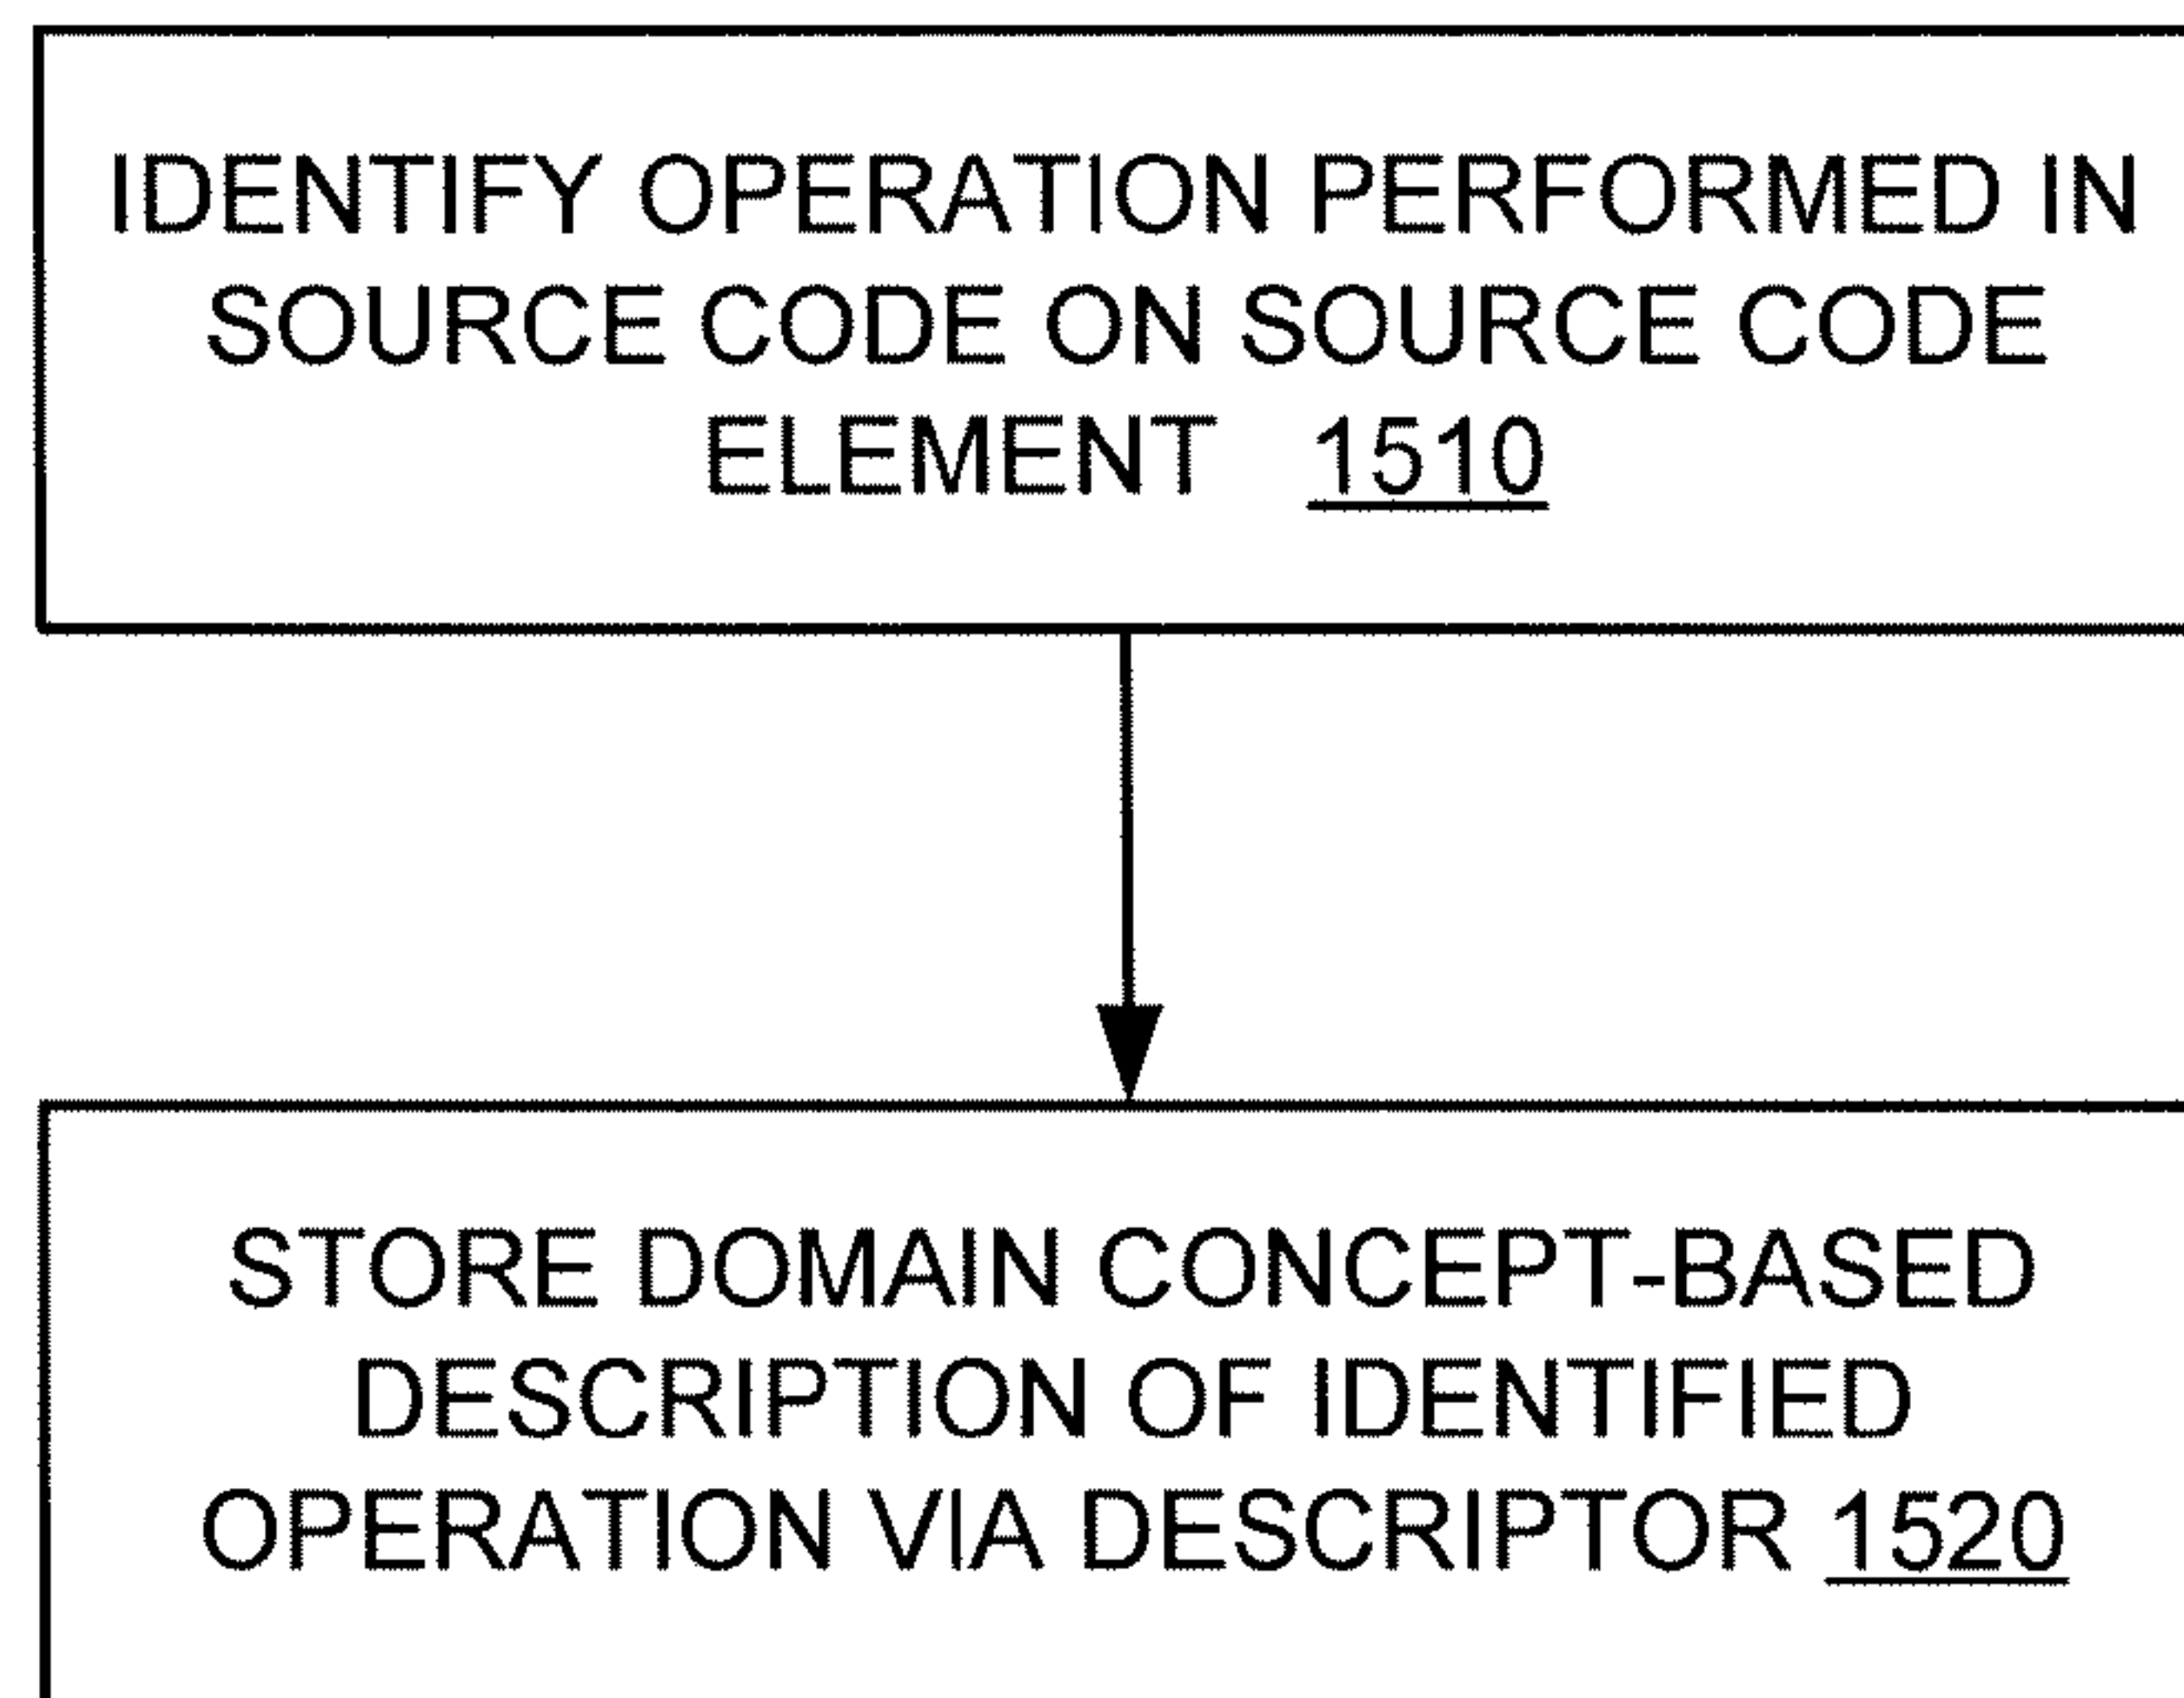 IDENTIFY OPERATION PERFORMED IN
SOURCE CODE ON SOURCE CODE
ELEMENT 1510
STORE DOMAIN CONCEPT-BASED
DESCRIPTION OF IDENTIFIED
OPERATION VIA DESCRIPTOR 1520